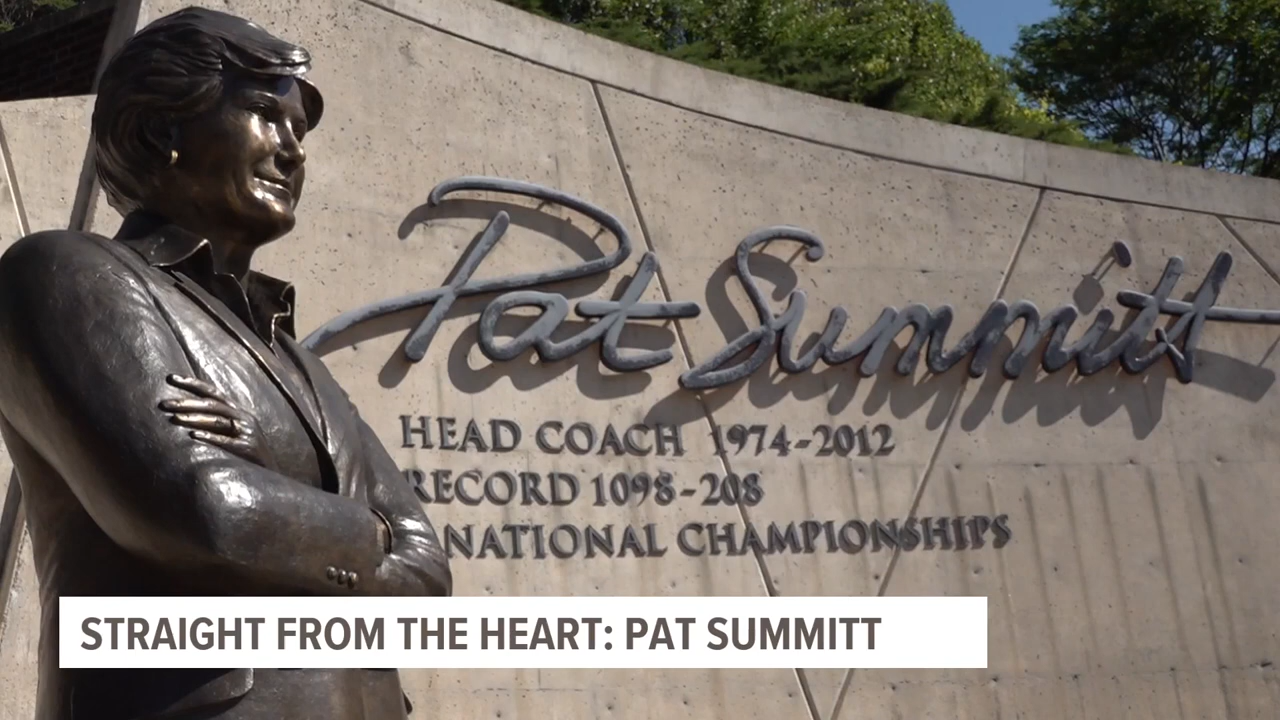 Pat Summitt
HEAD COACH 1974-2012
RECORD 1098-208
NATIONAL CHAMPIONSHIPS
STRAIGHT FROM THE HEART: PAT SUMMITT